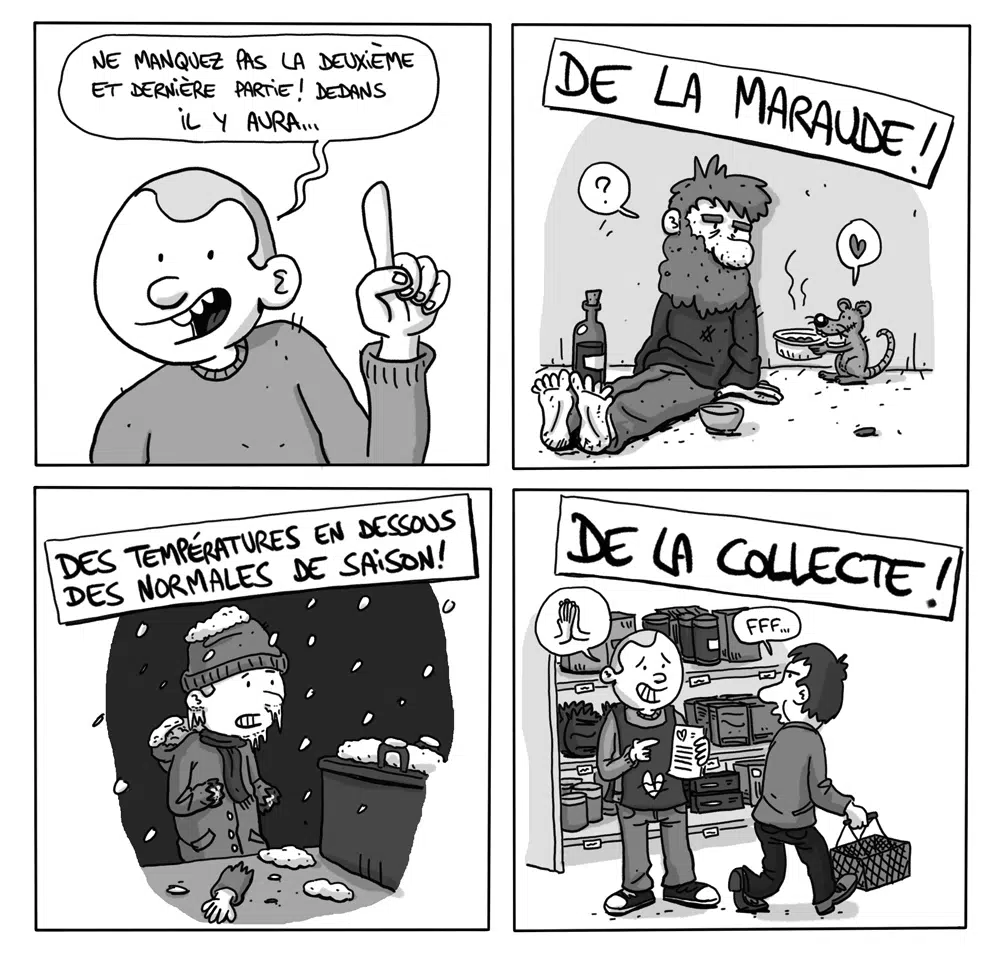 NE MANQUEZ PAS LA DEUXIÈME
ET DERNIÈRE PARTIE! DEDANS
IL Y AURA...
DE LA MARAUDE!
?
DES TEMPÉRATURES EN DESSOUS
DES NORMALES DE SAISON!
DE LA COLLECTE!
FFF...